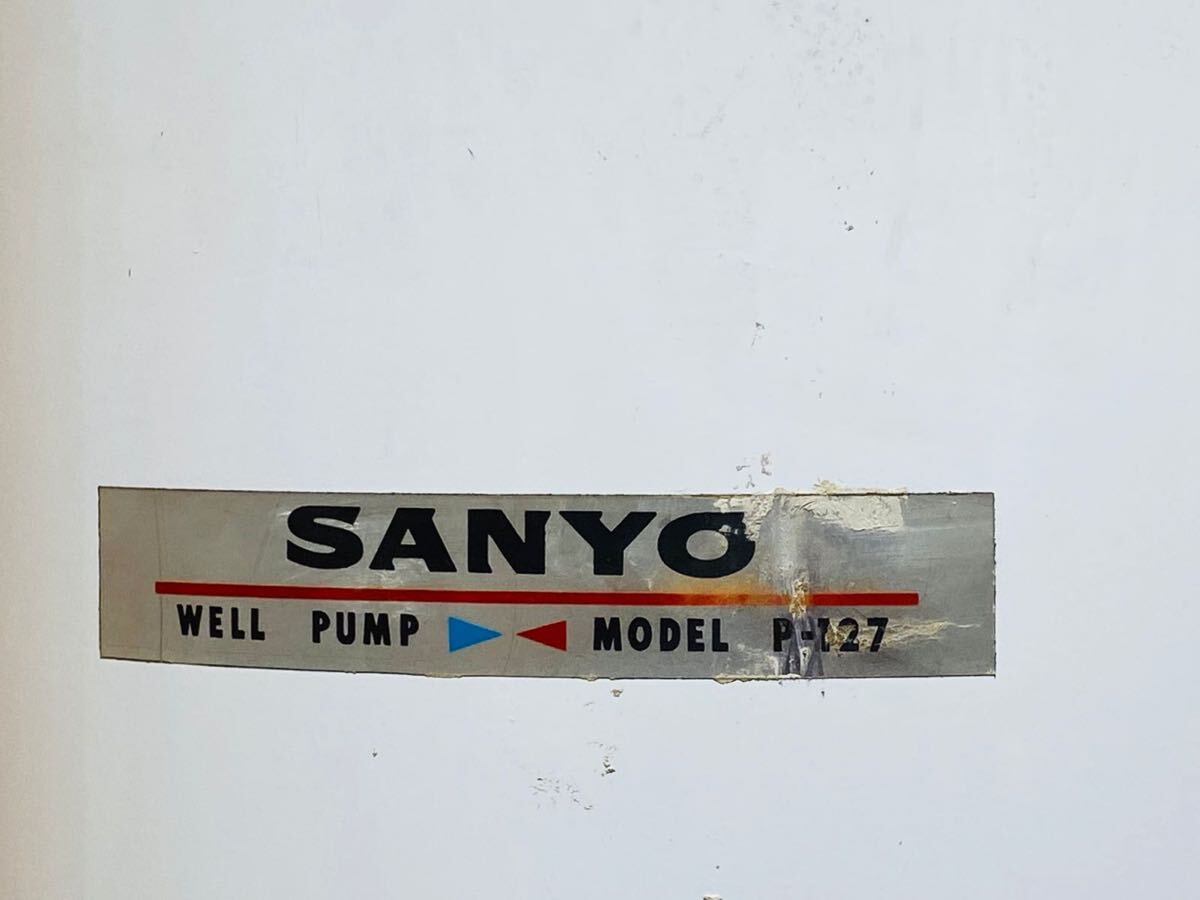 SANYO
WELL PUMP MODEL P-127